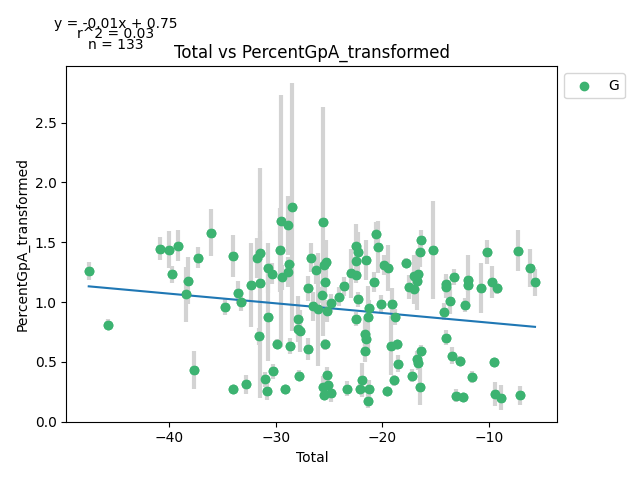 y = -0.01x + 0.75
r^2 = 0.03
n = 133
Total vs PercentGpA_transformed
G
PercentGpA_transformed
2.5
2.0
1.5
1.0
0.5
0.0
−40 −30 −20 −10
Total